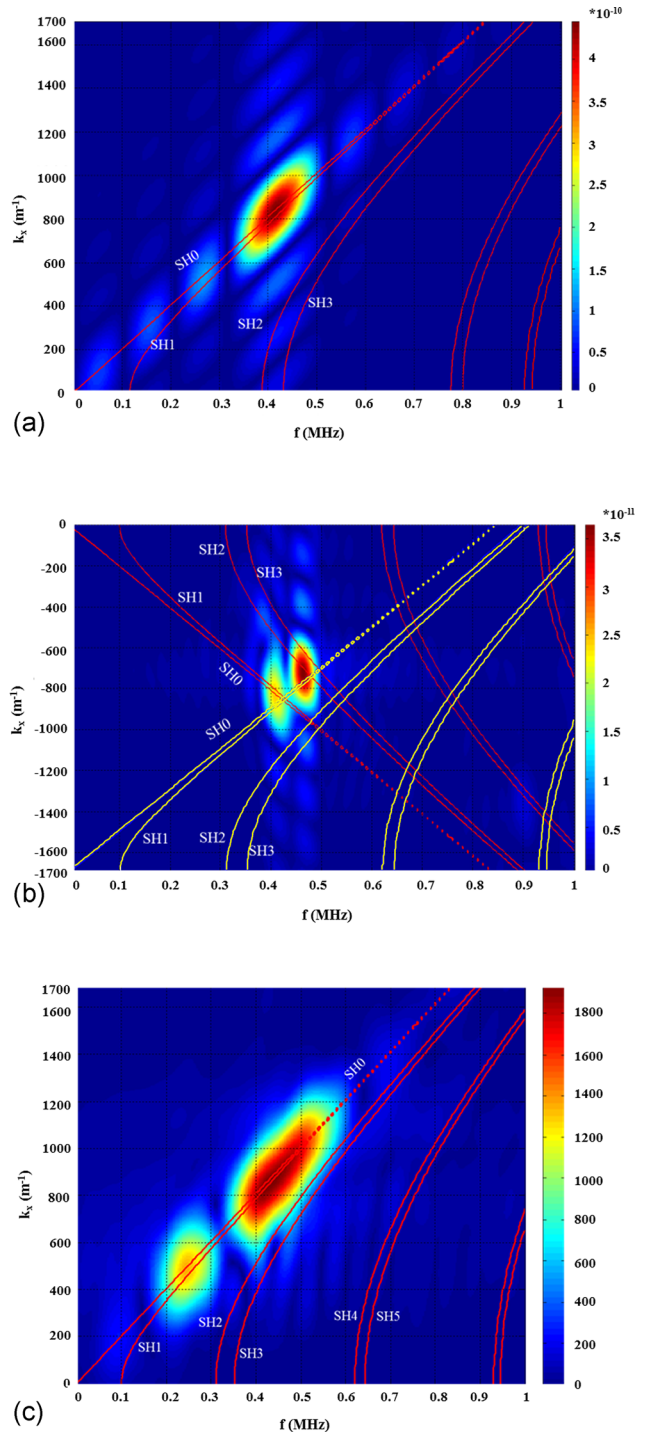 *10⁻¹⁰
1700
1600
1400
1200
1000
800
600
400
200
0
kx (m⁻¹)
SH0
SH1
SH2
SH3
4
3.5
3
2.5
2
1.5
1
0.5
0
0 0.1 0.2 0.3 0.4 0.5 0.6 0.7 0.8 0.9 1
(a)
f (MHz)
*10⁻¹¹
0
-200
-400
-600
-800
-1000
-1200
-1400
-1600
-1700
kx (m⁻¹)
SH2
SH3
SH1
SH0
SH0
SH1
SH2
SH3
3.5
3
2.5
2
1.5
1
0.5
0
0 0.1 0.2 0.3 0.4 0.5 0.6 0.7 0.8 0.9 1
(b)
f (MHz)
1700
1600
1400
1200
1000
800
600
400
200
0
kx (m⁻¹)
SH0
SH2
SH1
SH3
SH4
SH5
1800
1600
1400
1200
1000
800
600
400
200
0
0 0.1 0.2 0.3 0.4 0.5 0.6 0.7 0.8 0.9 1
(c)
f (MHz)